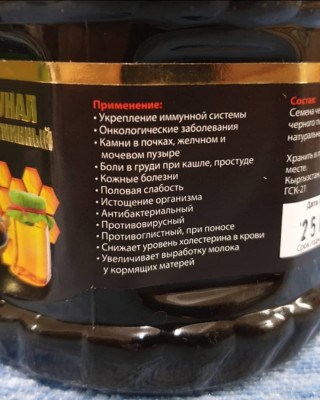 Применение:
• Укрепление иммунной системы
• Онкологические заболевания
• Камни в почках, желчном и
мочевом пузыре
• Боли в груди при кашле, простуде
• Кожные болезни
• Половая слабость
• Истощение организма
• Антибактериальный
• Противовирусный
• Противоглистный, при поносе
• Снижает уровень холестерина в крови
• Увеличивает выработку молока
у кормящих матерей
Состав:
Семена
черного
Хранить в
месте.
ГСК-21
Дата